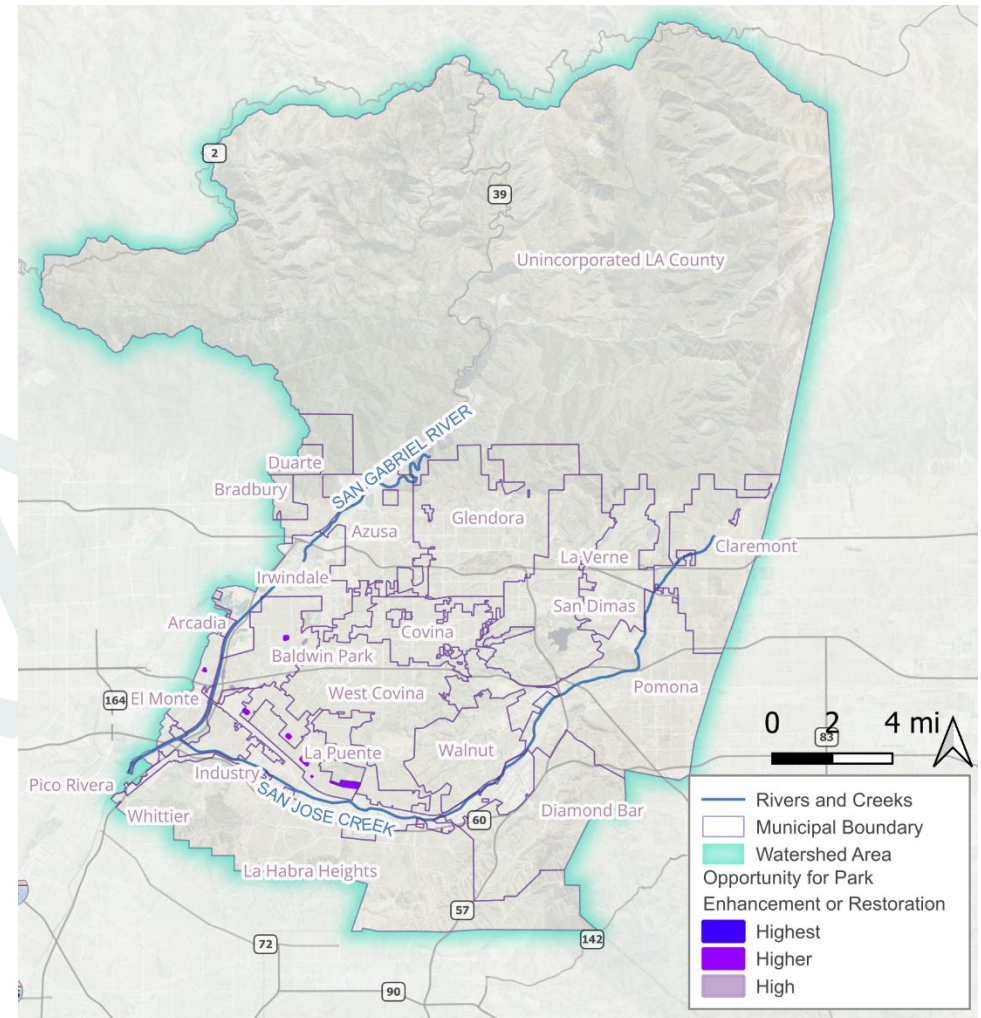 2
39
Unincorporated LA County
SAN GABRIEL RIVER
Duarte
Bradbury
Glendora
Azusa
Claremont
La Verne
Irwindale
San Dimas
Arcadia
Covina
Baldwin Park
Pomona
West Covina
164
El Monte
0 2 4 mi
83
Walnut
La Puente
Industry
Pico Rivera
SAN JOSE CREEK
Diamond Bar
Whittier
60
La Habra Heights
57
142
72
90
Rivers and Creeks
Municipal Boundary
Watershed Area
Opportunity for Park
Enhancement or Restoration
Highest
Higher
High